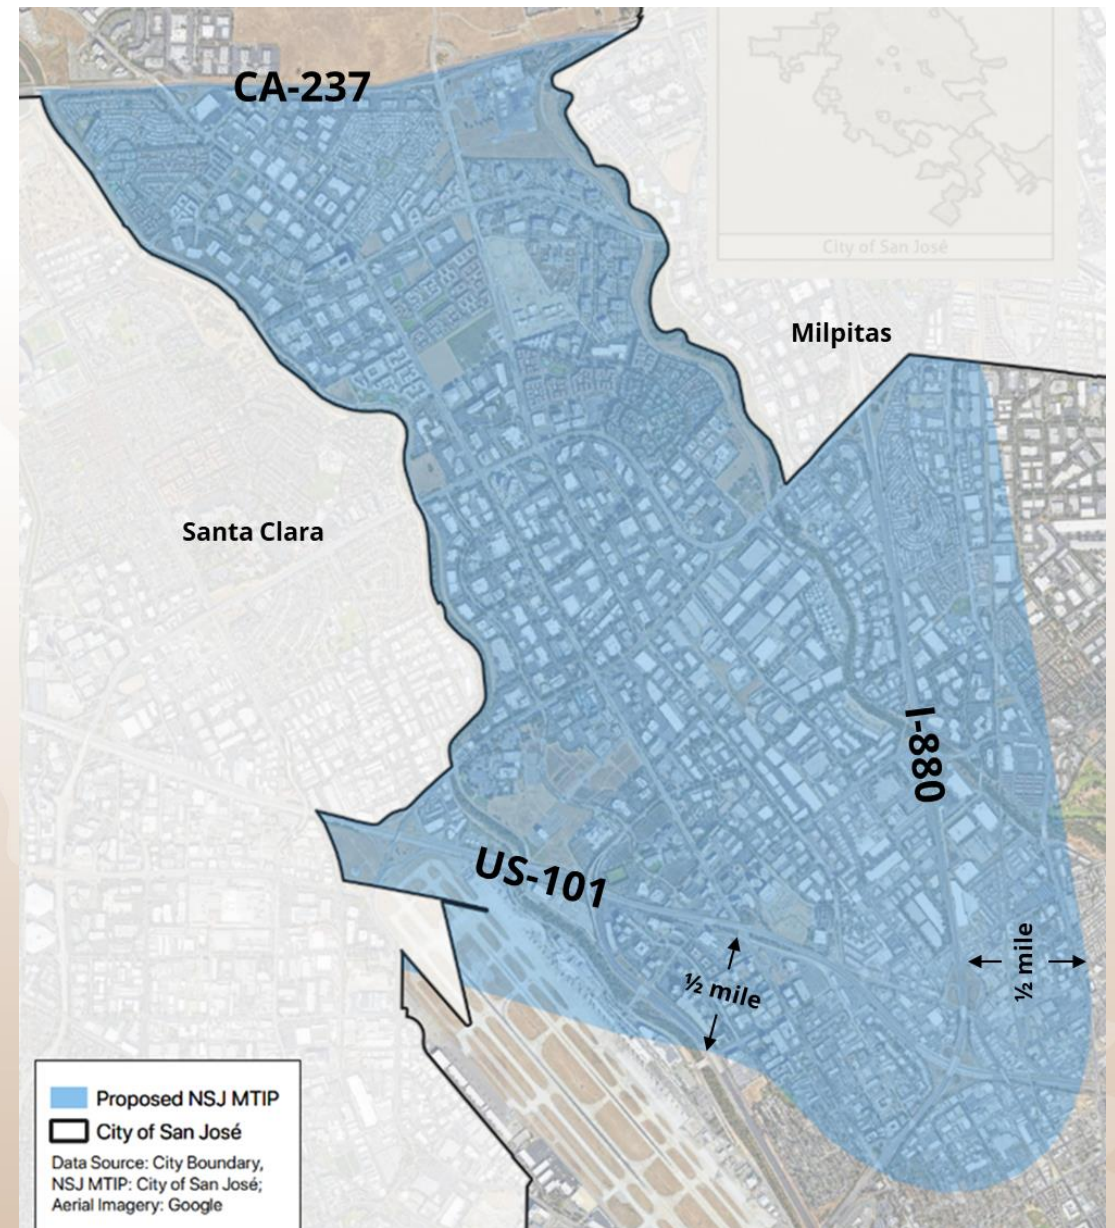 CA-237
City of San José
Milpitas
Santa Clara
I-880
US-101
½ mile
½ mile
Proposed NSJ MTIP
City of San José
Data Source: City Boundary,
NSJ MTIP: City of San José;
Aerial Imagery: Google